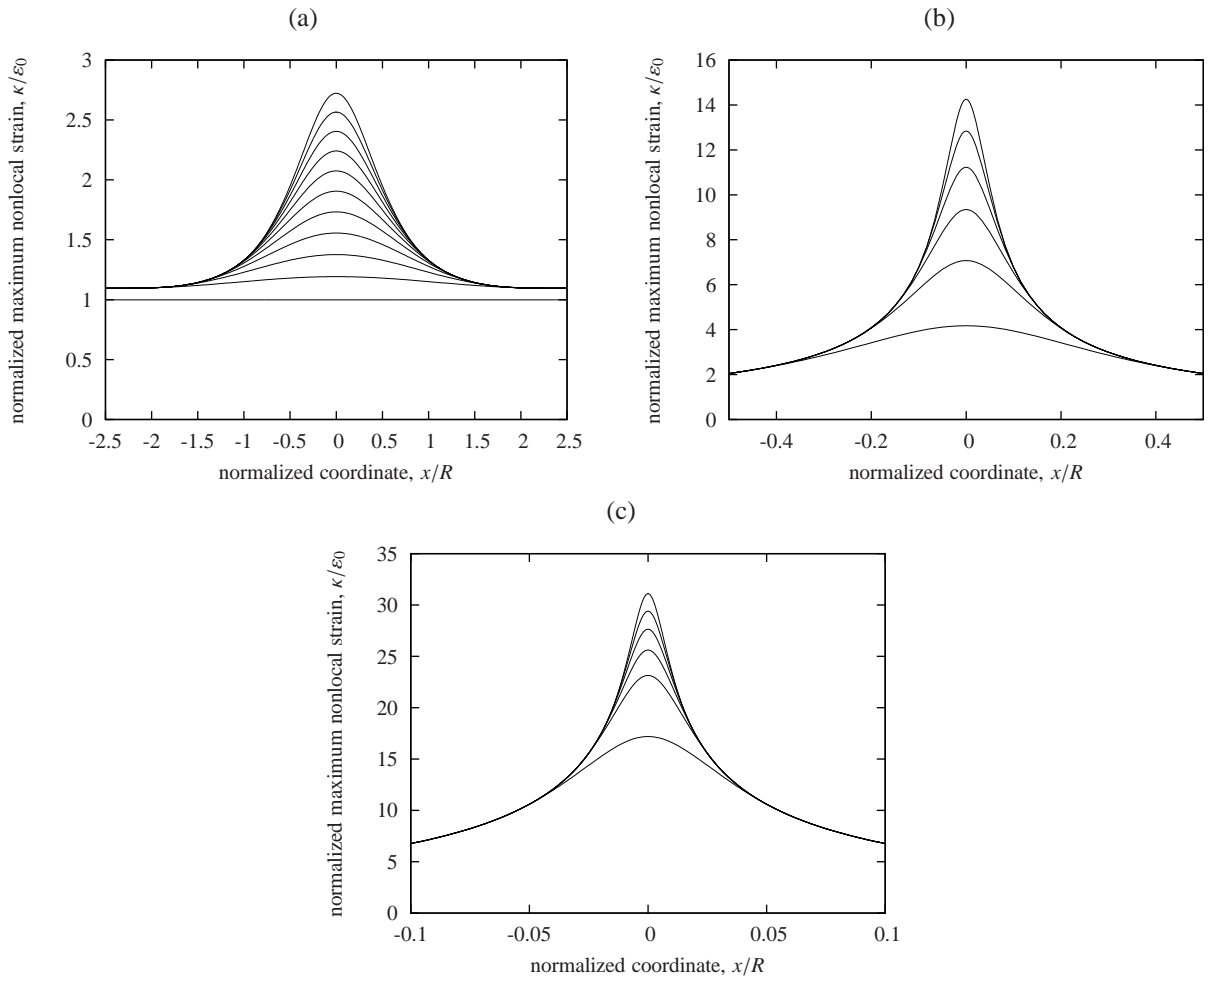 (a)
normalized maximum nonlocal strain, κ/ε0
3
2.5
2
1.5
1
0.5
0
-2.5 -2 -1.5 -1 -0.5 0 0.5 1 1.5 2 2.5
normalized coordinate, x/R
(b)
normalized maximum nonlocal strain, κ/ε0
16
14
12
10
8
6
4
2
0
-0.4 -0.2 0 0.2 0.4
normalized coordinate, x/R
(c)
normalized maximum nonlocal strain, κ/ε0
35
30
25
20
15
10
5
0
-0.1 -0.05 0 0.05 0.1
normalized coordinate, x/R